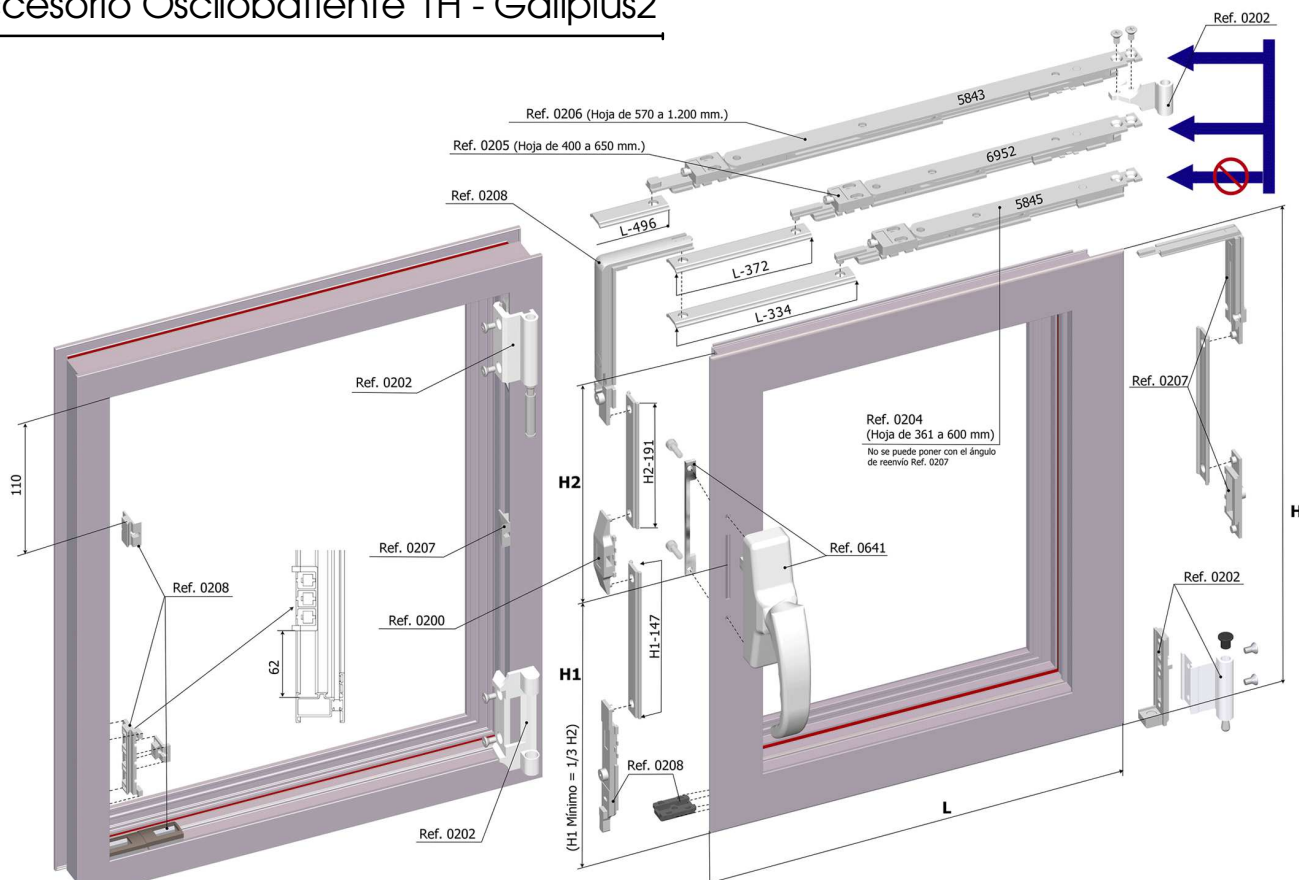 cesorio Oscilobatiente TH - Galiplus2
Ref. 0202
5843
Ref. 0206 (Hoja de 570 a 1.200 mm.)
Ref. 0205 (Hoja de 400 a 650 mm.)
6952
Ref. 0208
5845
L-496
L-372
L-334
Ref. 0202
110
Ref. 0207
Ref. 0208
Ref. 0200
62
Ref. 0202
H2
H2-191
H1
H1-147
(H1 Mínimo = 1/3 H2)
Ref. 0208
Ref. 0641
Ref. 0204
(Hoja de 361 a 600 mm)
No se puede poner con el ángulo
de reenvío Ref. 0207
Ref. 0207
H
Ref. 0202
L